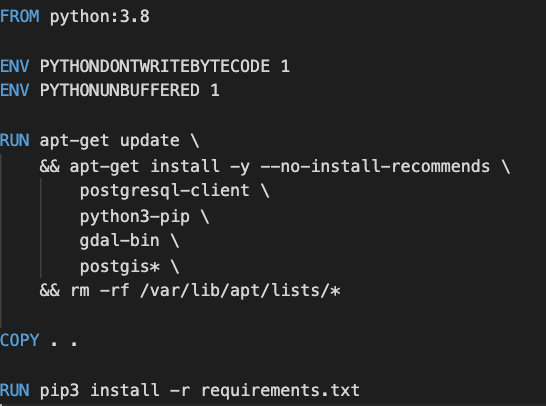 FROM python:3.8
ENV PYTHONDONTWRITEBYTECODE 1
ENV PYTHONUNBUFFERED 1
RUN apt-get update \
&& apt-get install -y --no-install-recommends \
postgresql-client \
python3-pip \
gdal-bin \
postgis* \
&& rm -rf /var/lib/apt/lists/*
COPY . .
RUN pip3 install -r requirements.txt